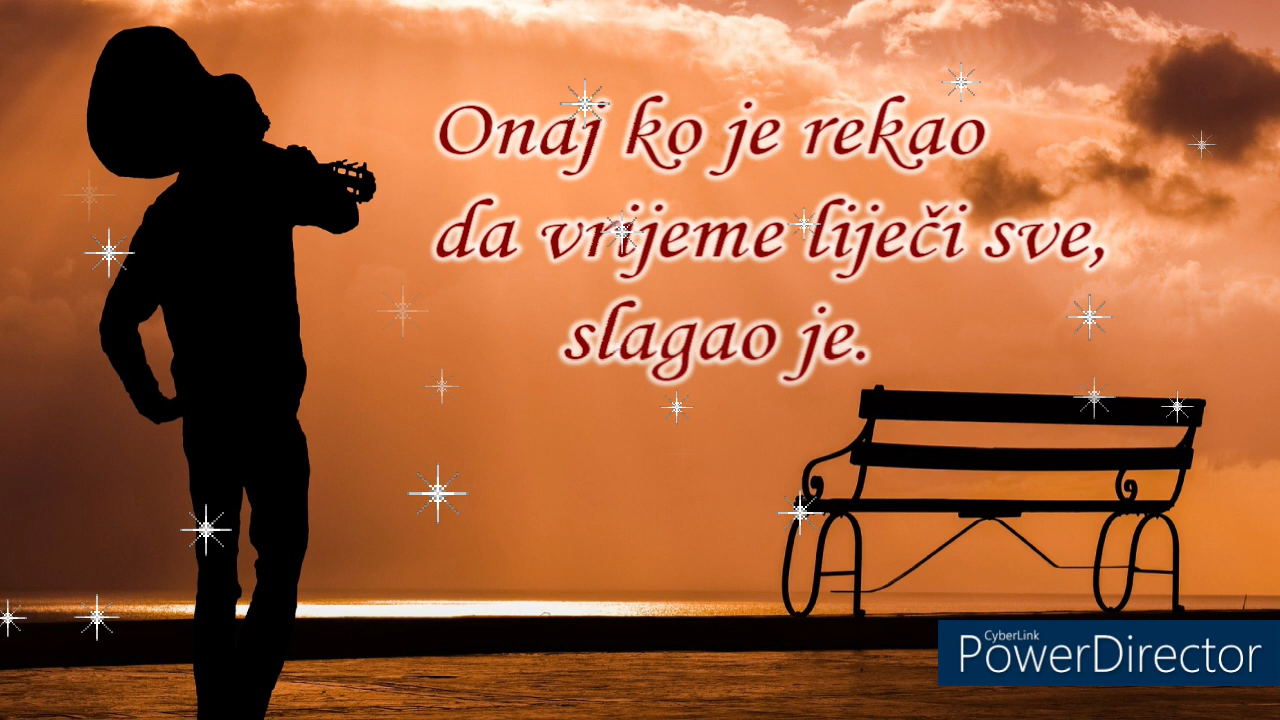 Onaj ko je rekao
da vrijeme liječi sve,
slagao je.
CyberLink
PowerDirector